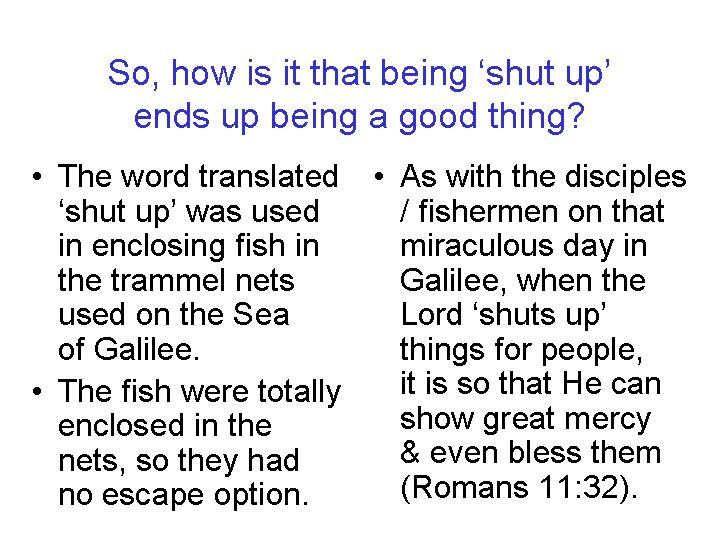 So, how is it that being ‘shut up’
ends up being a good thing?
• The word translated
‘shut up’ was used
in enclosing fish in
the trammel nets
used on the Sea
of Galilee.
• The fish were totally
enclosed in the
nets, so they had
no escape option.
• As with the disciples
/ fishermen on that
miraculous day in
Galilee, when the
Lord ‘shuts up’
things for people,
it is so that He can
show great mercy
& even bless them
(Romans 11:32).